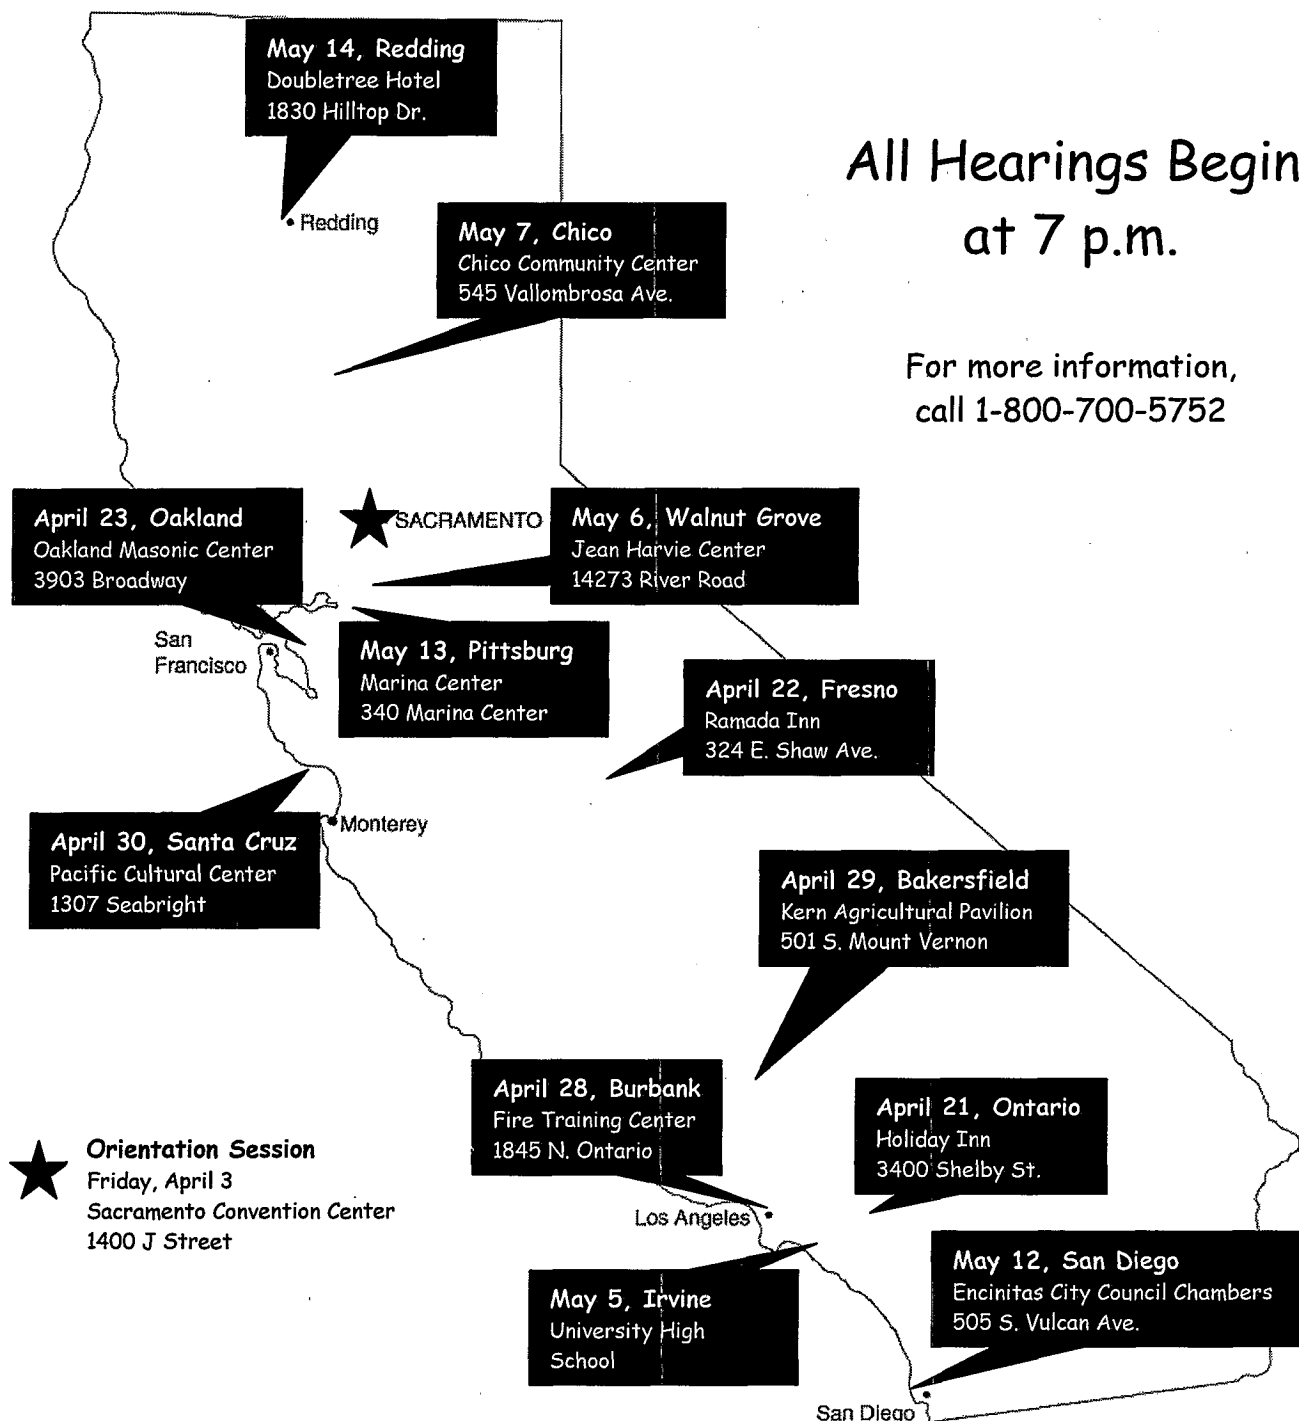 May 14, Redding
Doubletree Hotel
1830 Hilltop Dr.
Redding
All Hearings Begin
at 7 p.m.
May 7, Chico
Chico Community Center
545 Vallombrosa Ave.
For more information,
call 1-800-700-5752
April 23, Oakland
Oakland Masonic Center
3903 Broadway
SACRAMENTO
May 6, Walnut Grove
Jean Harvie Center
14273 River Road
San
Francisco
May 13, Pittsburg
Marina Center
340 Marina Center
April 22, Fresno
Ramada Inn
324 E. Shaw Ave.
April 30, Santa Cruz
Pacific Cultural Center
1307 Seabright
Monterey
April 29, Bakersfield
Kern Agricultural Pavilion
501 S. Mount Vernon
April 28, Burbank
Fire Training Center
1845 N. Ontario
April 21, Ontario
Holiday Inn
3400 Shelby St.
Orientation Session
Friday, April 3
Sacramento Convention Center
1400 J Street
Los Angeles
May 5, Irvine
University High
School
May 12, San Diego
Encinitas City Council Chambers
505 S. Vulcan Ave.
San Diego